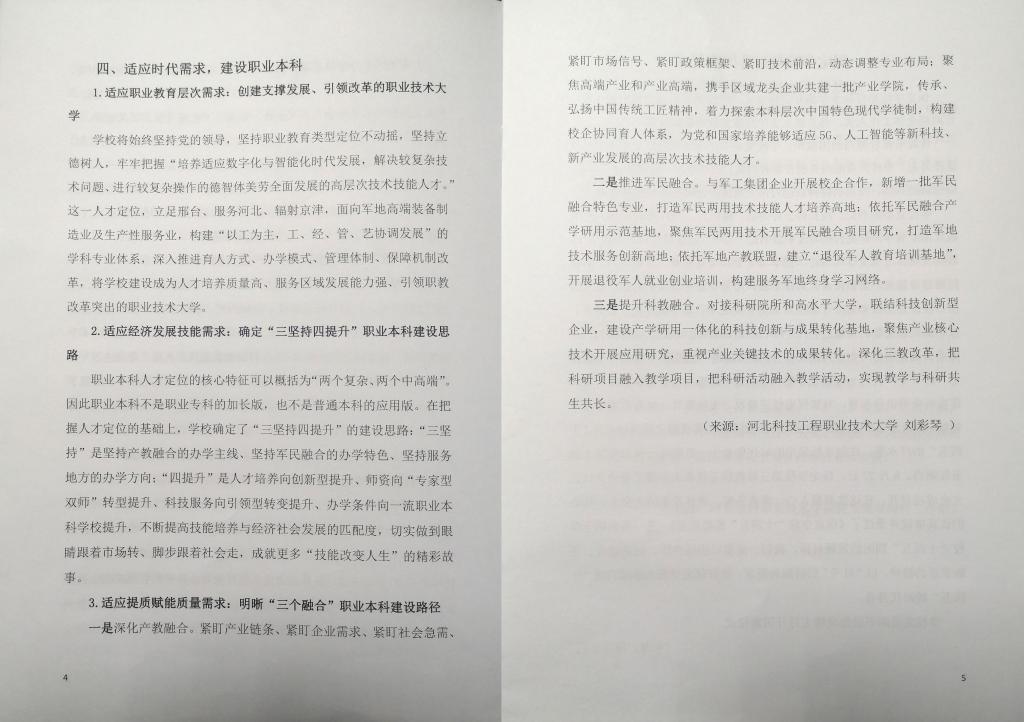 四、适应时代需求，建设职业本科
1.适应职业教育层次需求：创建支撑发展、引领改革的职业技术大
学
学校将始终坚持党的领导，坚持职业教育类型定位不动摇，坚持立
德树人，牢牢把握“培养适应数字化与智能化时代发展，解决较复杂技
术问题、进行较复杂操作的德智体美劳全面发展的高层次技术技能人才。”
这一人才定位，立足邢台、服务河北、辐射京津，面向军地高端装备制
造业及生产性服务业，构建“以工为主，工、经、管、艺协调发展”的
学科专业体系，深入推进育人方式、办学模式、管理体制、保障机制改
革，将学校建设成为人才培养质量高、服务区域发展能力强、引领职教
改革突出的职业技术大学。
2.适应经济发展技能需求：确定“三坚持四提升”职业本科建设思
路
职业本科人才定位的核心特征可以概括为“两个复杂、两个中高端”。
因此职业本科不是职业专科的加长版，也不是普通本科的应用版。在把
握人才定位的基础上，学校确定了“三坚持四提升”的建设思路：“三坚
持”是坚持产教融合的办学主线、坚持军民融合的办学特色、坚持服务
地方的办学方向；“四提升”是人才培养向创新型提升、师资向“专家型
双师”转型提升、科技服务向引领型转变提升、办学条件向一流职业本
科学校提升，不断提高技能培养与经济社会发展的匹配度，切实做到眼
睛跟着市场转、脚步跟着社会走，成就更多“技能改变人生”的精彩故
事。
3.适应提质赋能质量需求：明晰“三个融合”职业本科建设路径
一是深化产教融合。紧盯产业链条、紧盯企业需求、紧盯社会急需、
4
紧盯市场信号、紧盯政策框架、紧盯技术前沿，动态调整专业布局；聚
焦高端产业和产业高端，携手区域龙头企业共建一批产业学院，传承、
弘扬中国传统工匠精神，着力探索本科层次中国特色现代学徒制，构建
校企协同育人体系，为党和国家培养能够适应 5G、人工智能等新科技、
新产业发展的高层次技术技能人才。
二是推进军民融合。与军工集团企业开展校企合作，新增一批军民
融合特色专业，打造军民两用技术技能人才培养高地；依托军民融合产
学研用示范基地，聚焦军民两用技术开展军民融合项目研究，打造军地
技术服务创新高地；依托军地产教联盟，建立“退役军人教育培训基地”，
开展退役军人就业创业培训，构建服务军地终身学习网络。
三是提升科教融合。对接科研院所和高水平大学，联结科技创新型
企业，建设产学研用一体化的科技创新与成果转化基地，聚焦产业核心
技术开展应用研究，重视产业关键技术的成果转化。深化三教改革，把
科研项目融入教学项目，把科研活动融入教学活动，实现教学与科研共
生共长。
（来源：河北科技工程职业技术大学 刘彩琴 ）
5